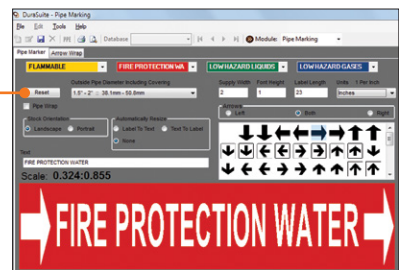 DuraSuite - Pipe Marking
File Edit Tools Help
Database Module: Pipe Marking
Pipe Marker Arrow Wrap
FLAMMABLE FIRE PROTECTION WA LOW HAZARD LIQUIDS LOW HAZARD GASES
Outside Pipe Diameter Including Covering Supply Width Font Height Label Length Units 1 Per Inch
Reset 1.5" - 2" :: 38.1mm - 50.8mm 2 1 23 Inches
Pipe Wrap
Arrows
Left Both Right
Stock Orientation Automatically Resize
Landscape Portrait Label To Text Text To Label
None
Text
FIRE PROTECTION WATER
Scale: 0.324:0.855
FIRE PROTECTION WATER